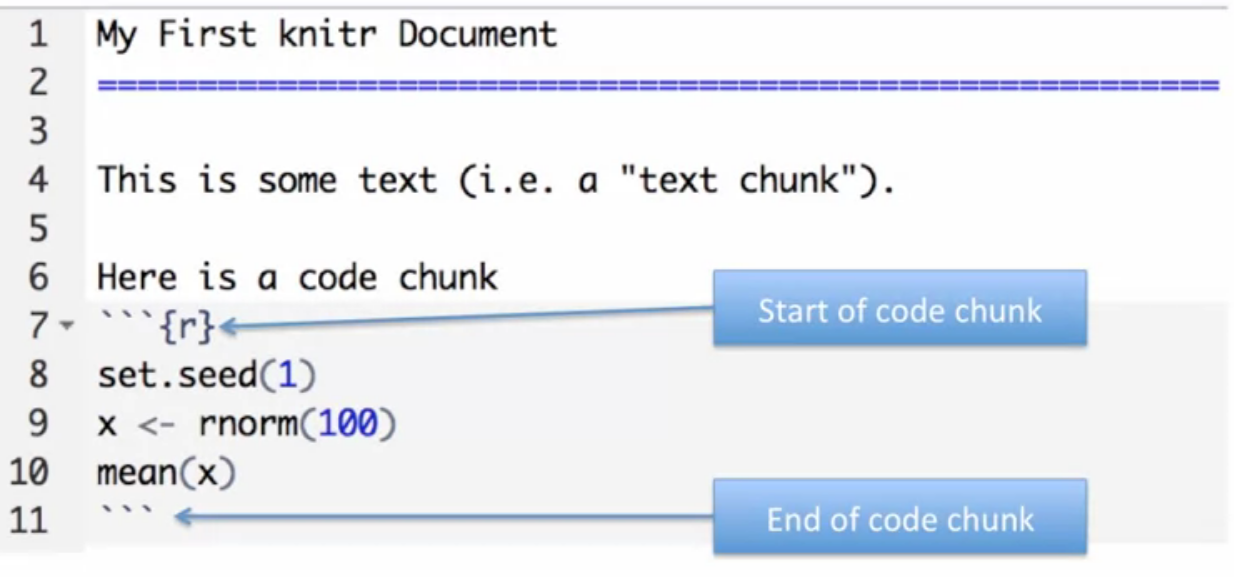 1 My First knitr Document
2 ========================================================
3
4 This is some text (i.e. a "text chunk").
5
6 Here is a code chunk
7 ```{r}
Start of code chunk
8 set.seed(1)
9 x <- rnorm(100)
10 mean(x)
11 ```
End of code chunk